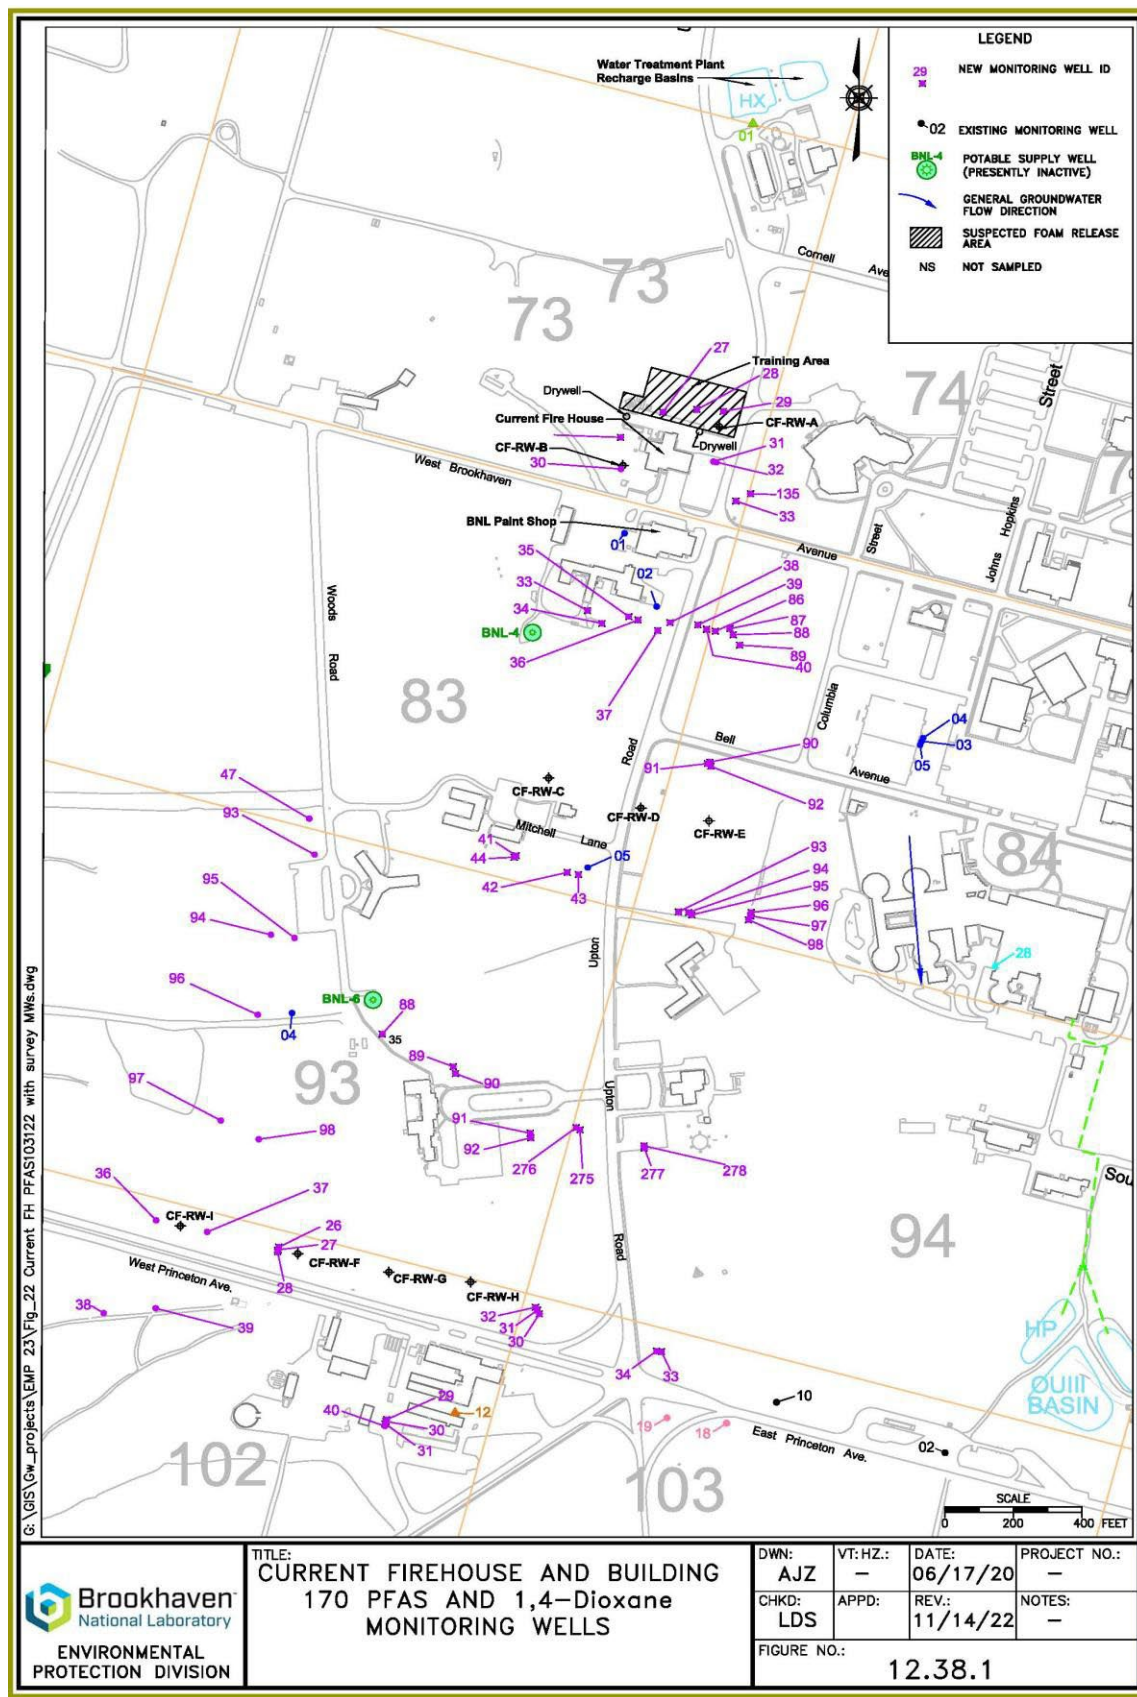 LEGEND
29
NEW MONITORING WELL ID
02
EXISTING MONITORING WELL
BNL-4
POTABLE SUPPLY WELL
(PRESENTLY INACTIVE)
GENERAL GROUNDWATER
FLOW DIRECTION
SUSPECTED FOAM RELEASE
AREA
NS
NOT SAMPLED
Water Treatment Plant
Recharge Basins
HX
01
Cornell Ave
73
73
74
Street
27
Training Area
28
Drywell
29
Current Fire House
CF-RW-A
Drywell
CF-RW-B
31
30
32
West Brookhaven
135
33
BNL Paint Shop
Avenue
Street
Johns Hopkins
01
35
02
38
33
39
34
86
BNL-4
87
88
36
89
40
37
Woods
Road
83
Columbia
04
Road
Bell
90
03
91
05
Avenue
92
47
CF-RW-C
CF-RW-D
CF-RW-E
93
Mitchell Lane
41
93
84
44
05
94
42
95
95
43
96
94
97
98
Upton
28
96
BNL-6
88
04
35
89
93
90
97
Upton
98
91
92
276
275
277
278
Sou
36
37
94
CF-RW-I
26
27
Road
28
CF-RW-F
CF-RW-G
West Princeton Ave.
CF-RW-H
38
32
39
31
30
HP
34
33
OUIII
BASIN
29
12
10
40
30
19
18
31
East Princeton Ave.
02
102
103
SCALE
0 200 400 FEET
G:\GIS\Gw_projects\EMP 23\Fig_22 Current FH PFAS103122 with survey MWs.dwg
Brookhaven
National Laboratory
ENVIRONMENTAL
PROTECTION DIVISION
TITLE:
CURRENT FIREHOUSE AND BUILDING
170 PFAS AND 1,4-Dioxane
MONITORING WELLS
DWN:
AJZ
VT:HZ.:
–
DATE:
06/17/20
PROJECT NO.:
–
CHKD:
LDS
APPD:
REV.:
11/14/22
NOTES:
–
FIGURE NO.:
12.38.1